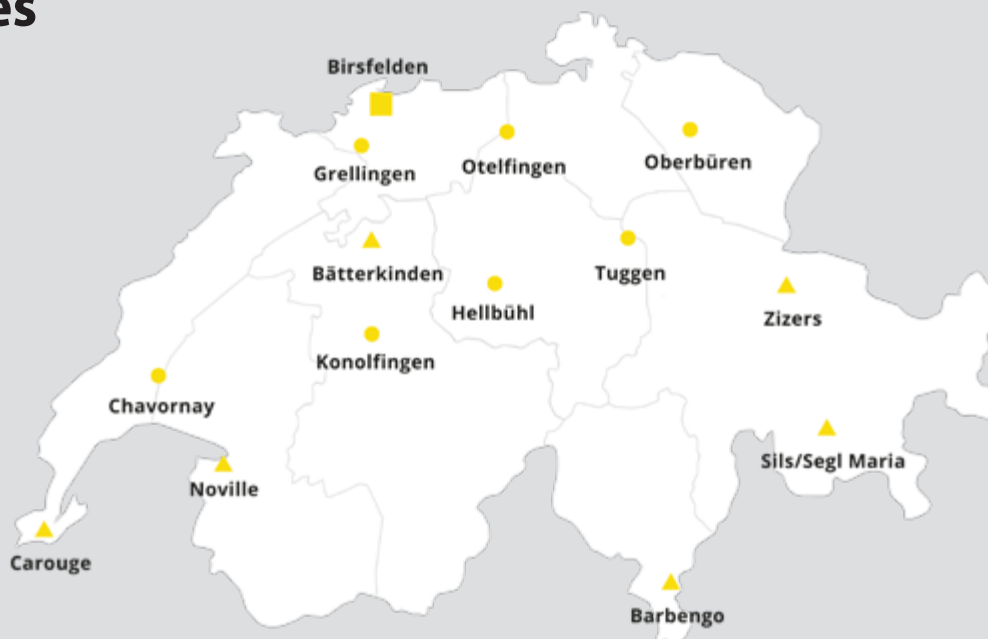 es
Birsfelden
Grellingen
Otelfingen
Oberbüren
Bätterkinden
Tuggen
Hellbühl
Zizers
Konolfingen
Chavornay
Sils/Segl Maria
Noville
Carouge
Barbengo